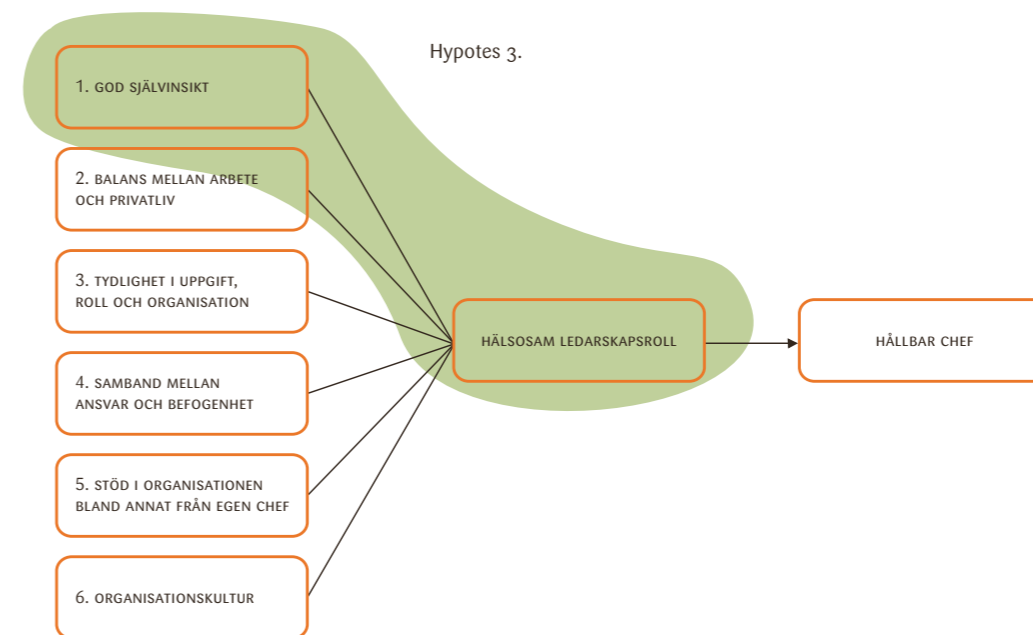 Hypotes 3.
1. GOD SJÄLVINSIKT
2. BALANS MELLAN ARBETE
OCH PRIVATLIV
3. TYDLIGHET I UPPGIFT,
ROLL OCH ORGANISATION
4. SAMBAND MELLAN
ANSVAR OCH BEFOGENHET
5. STÖD I ORGANISATIONEN
BLAND ANNAT FRÅN EGEN CHEF
6. ORGANISATIONSKULTUR
HÄLSOSAM LEDARSKAPSROLL
HÅLLBAR CHEF